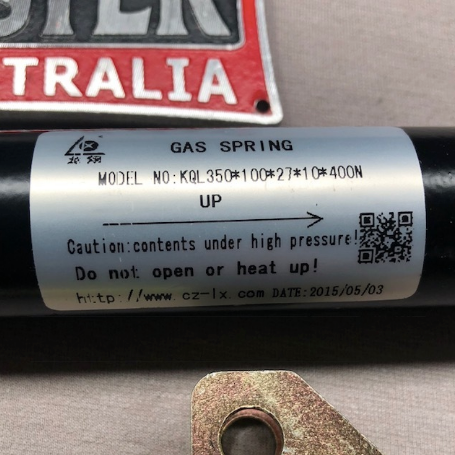 TRALIA
GAS SPRING
MODEL NO:KQL350*100*27*10*400N
UP
Caution:contents under high pressure!
Do not open or heat up!
http://www.cz-lx.com DATE:2015/05/03